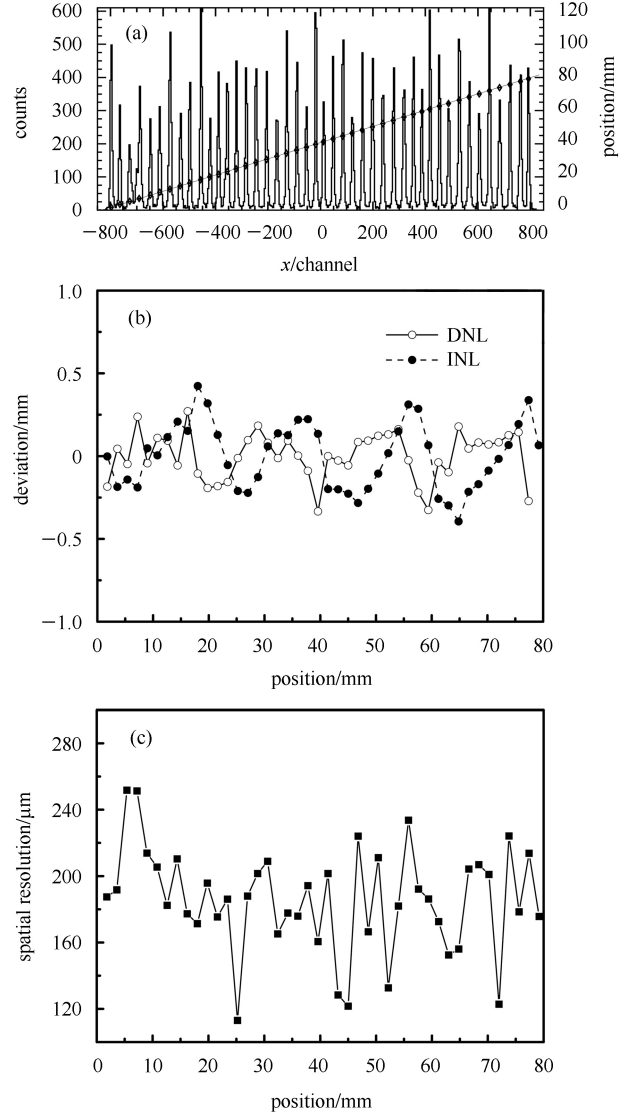 (a)
600
500
400
300
200
100
0
counts
120
100
80
60
40
20
0
position/mm
−800 −600 −400 −200 0 200 400 600 800
x/channel
(b)
1.0
0.5
0
−0.5
−1.0
deviation/mm
DNL
INL
0 10 20 30 40 50 60 70 80
position/mm
(c)
280
240
200
160
120
spatial resolution/μm
0 10 20 30 40 50 60 70 80
position/mm